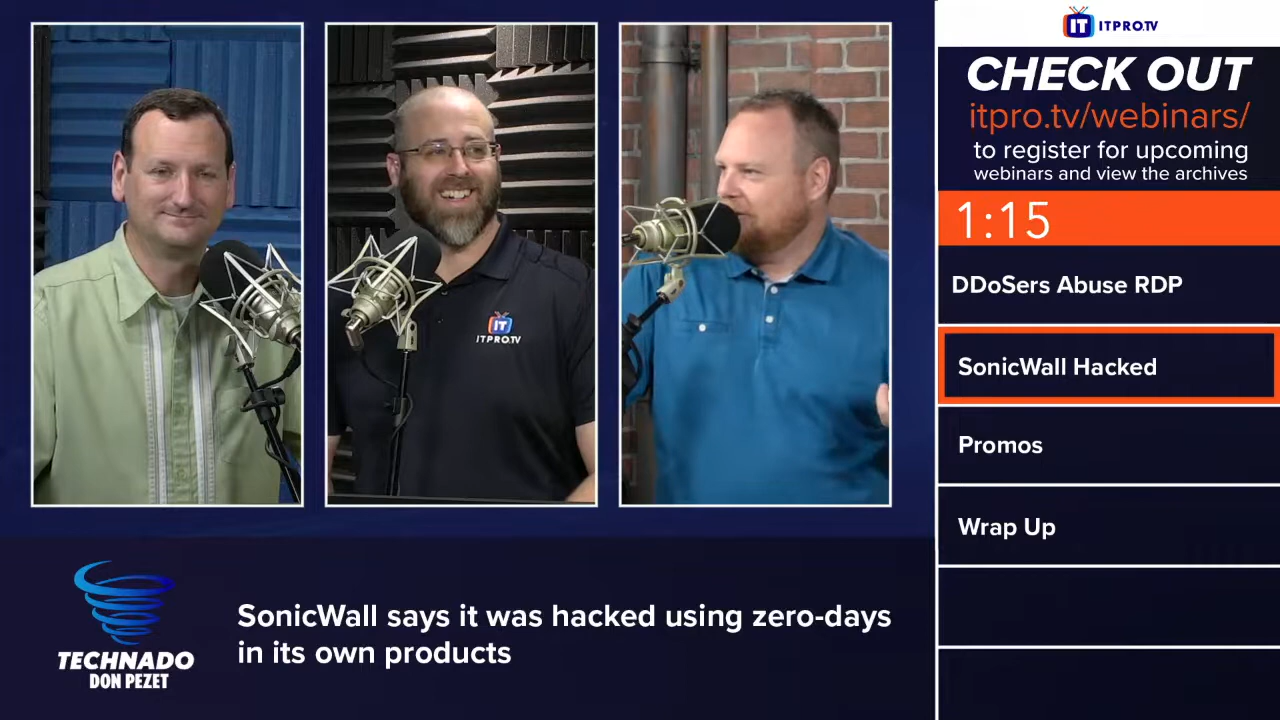 IT
ITPRO.TV
IT
ITPRO.TV
CHECK OUT
itpro.tv/webinars/
to register for upcoming
webinars and view the archives
1:15
DDoSers Abuse RDP
SonicWall Hacked
Promos
Wrap Up
TECHNADO
DON PEZET
SonicWall says it was hacked using zero-days
in its own products